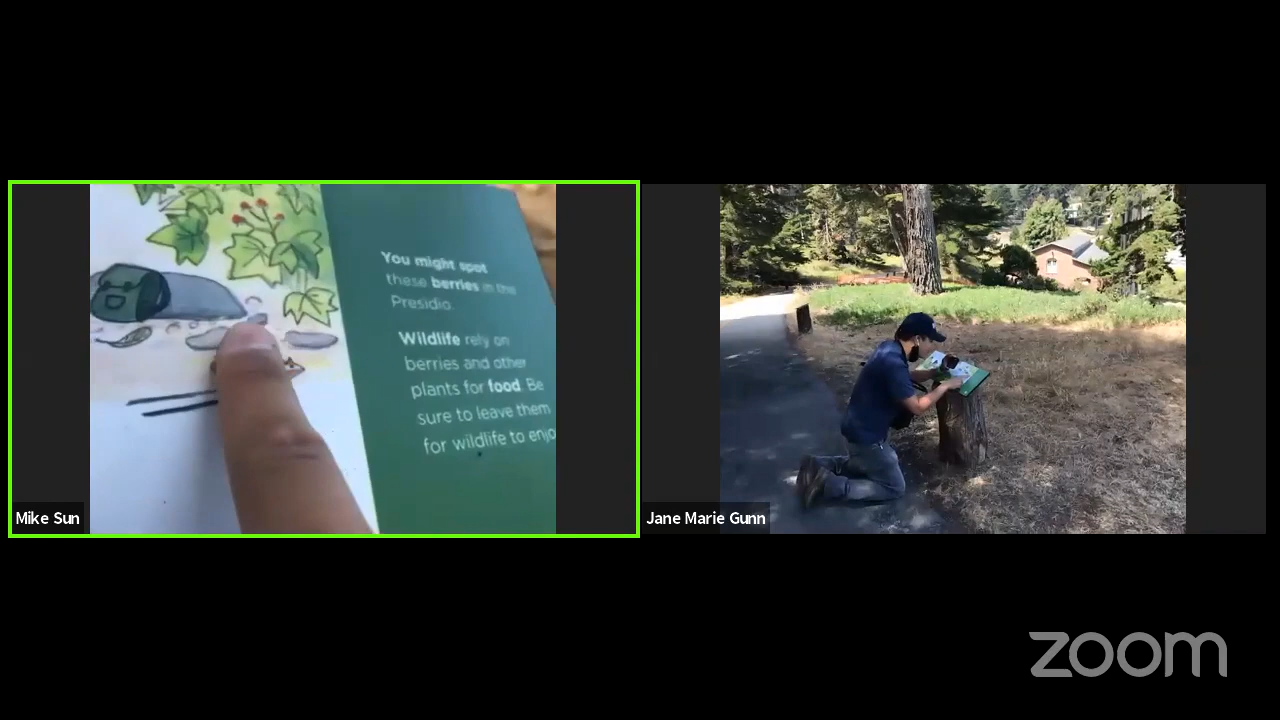 You might spot
these berries in the
Presidio.
Wildlife rely on
berries and other
plants for food. Be
sure to leave them
for wildlife to enjo
Mike Sun
Jane Marie Gunn
zoom